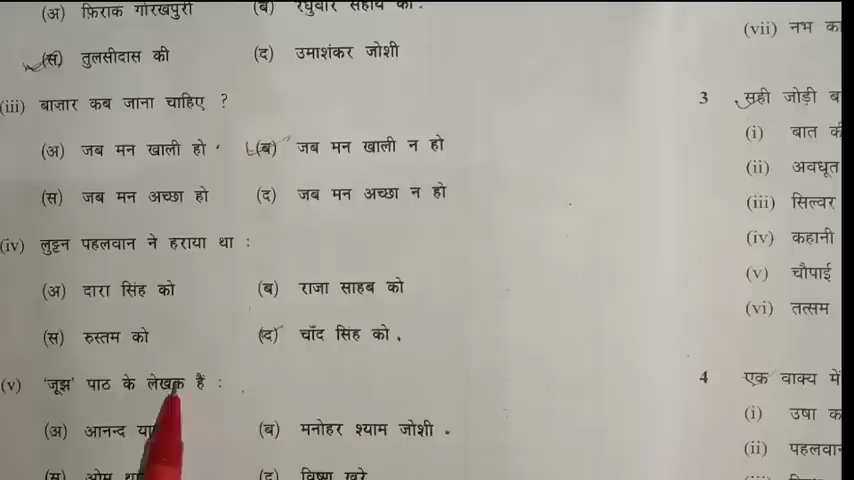 (अ) फ़िराक गोरखपुरी (ब) रघुवीर सहाय की.
(स) तुलसीदास की (द) उमाशंकर जोशी
(iii) बाज़ार कब जाना चाहिए ?
(अ) जब मन खाली हो (ब) जब मन खाली न हो
(स) जब मन अच्छा हो (द) जब मन अच्छा न हो
(iv) लुट्टन पहलवान ने हराया था :
(अ) दारा सिंह को (ब) राजा साहब को
(स) रुस्तम को (द) चाँद सिंह को .
(v) 'जूझ' पाठ के लेखक हैं :
(अ) आनन्द (ब) मनोहर श्याम जोशी
(स) ओम (द) विष्णु खरे
(vii) नभ
3 सही जोड़ी
(i) बात
(ii) अवधूत
(iii) सिल्वर
(iv) कहानी
(v) चौपाई
(vi) तत्सम
4 एक वाक्य में
(i) उषा
(ii)